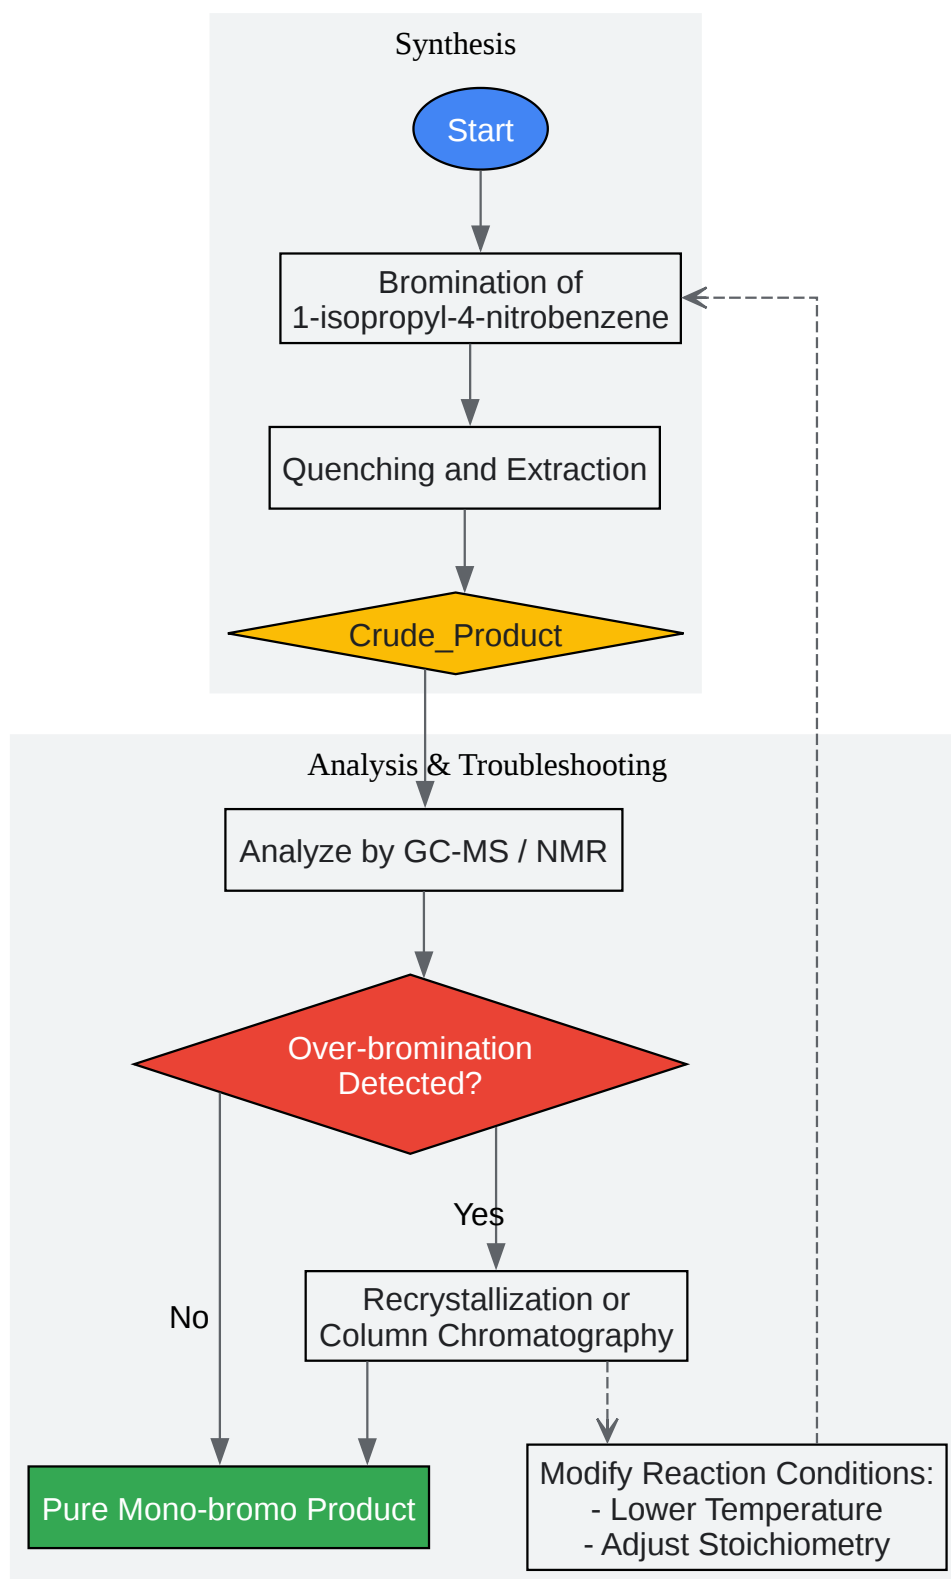 Synthesis
Start
Bromination of
1-isopropyl-4-nitrobenzene
Quenching and Extraction
Crude_Product
Analysis & Troubleshooting
Analyze by GC-MS / NMR
Over-bromination
Detected?
Yes
No
Recrystallization or
Column Chromatography
Pure Mono-bromo Product
Modify Reaction Conditions:
- Lower Temperature
- Adjust Stoichiometry